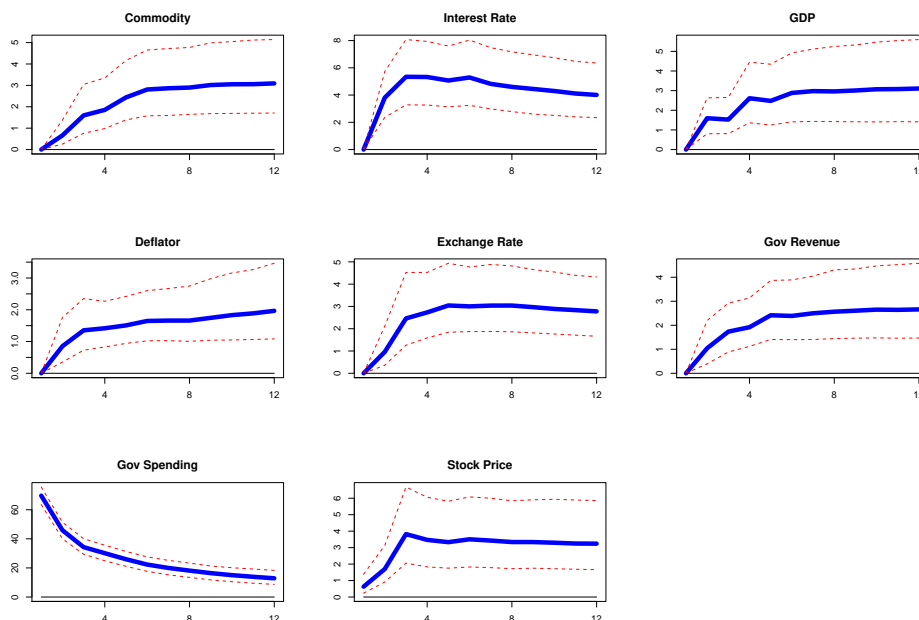 Commodity
0 1 2 3 4 5
4 8 12
Interest Rate
0 2 4 6 8
4 8 12
GDP
0 1 2 3 4 5
4 8 1
Deflator
0.0 1.0 2.0 3.0
4 8 12
Exchange Rate
0 1 2 3 4 5
4 8 12
Gov Revenue
0 1 2 3 4
4 8 1
Gov Spending
0 20 40 60
4 8 12
Stock Price
0 1 2 3 4 5 6
4 8 12